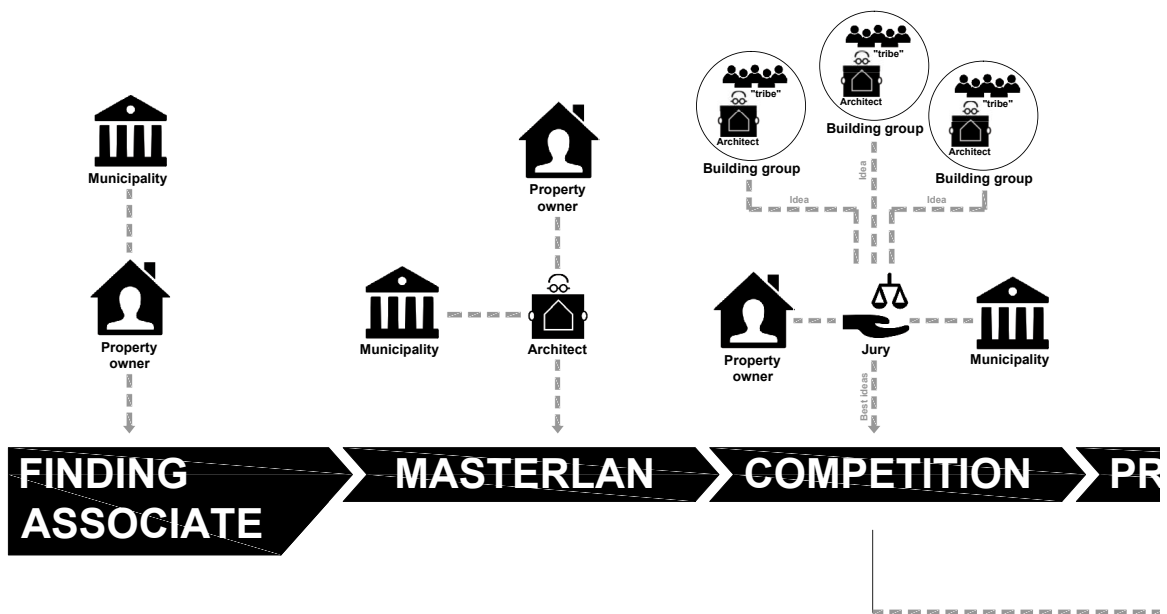 Municipality
Property
owner
Property
owner
Municipality
Architect
"tribe"
Architect
Building group
"tribe"
Architect
Building group
"tribe"
Architect
Building group
Idea
Idea
Idea
Property
owner
Jury
Municipality
Best ideas
FINDING
ASSOCIATE
MASTERLAN
COMPETITION
PR